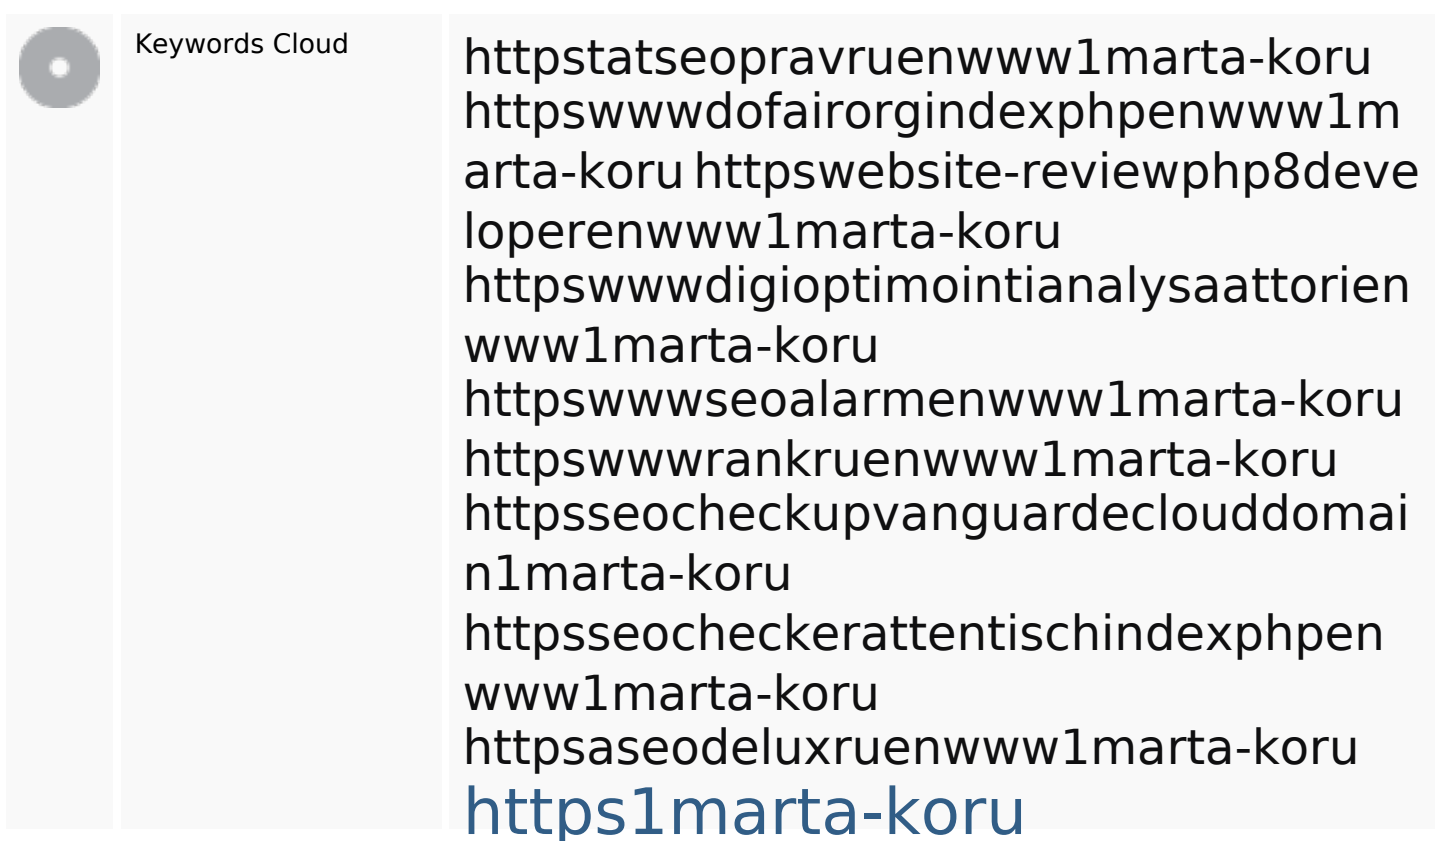 Keywords Cloud
httpstatseopravruenwww1marta-koru
httpswwwdofairorgindexphpenwww1m
arta-koru httpswebsite-reviewphp8deve
loperenwww1marta-koru
httpswwwdigioptimointianalysaattorien
www1marta-koru
httpswwwseoalarmenwww1marta-koru
httpswwwrankruenwww1marta-koru
httpsseocheckupvanguardeclouddomai
n1marta-koru
httpsseocheckerattentischindexphpen
www1marta-koru
httpsaseodeluxruenwww1marta-koru
https1marta-koru